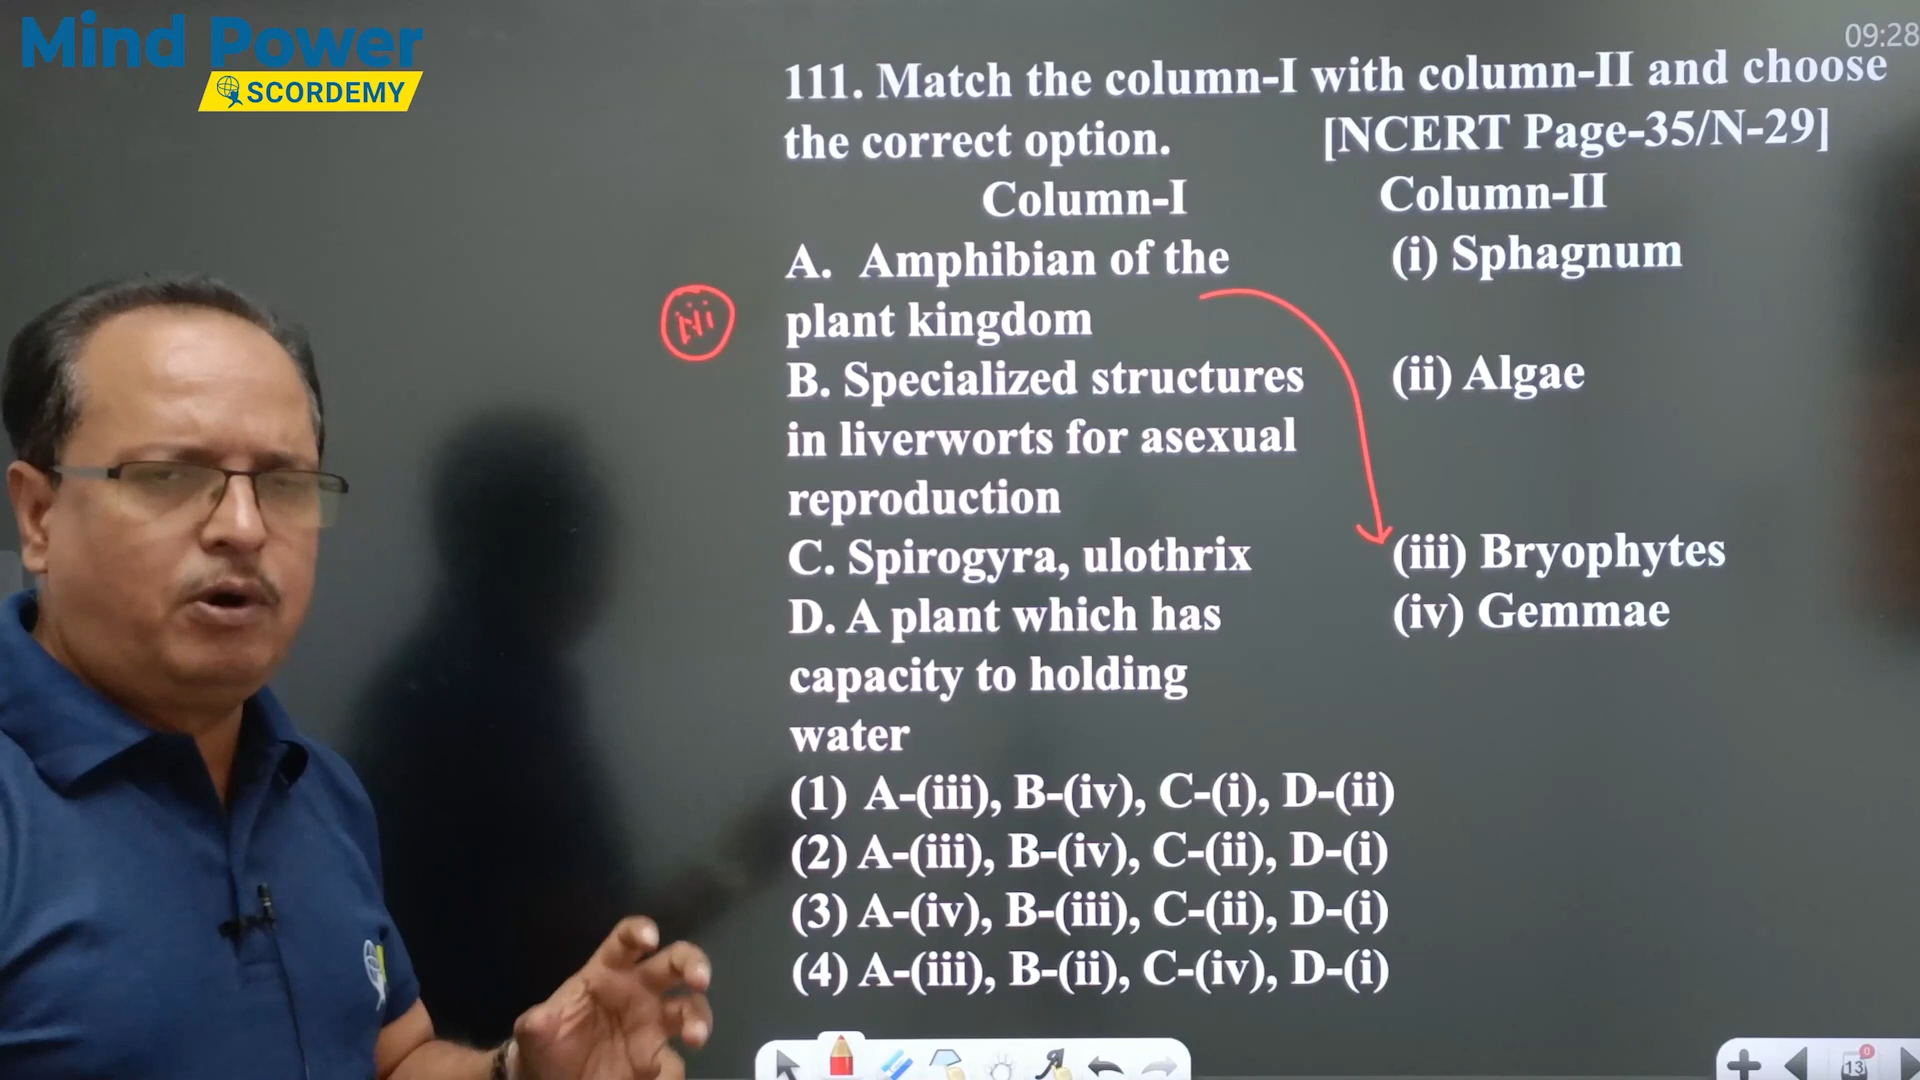 Mind Power
SCORDEMY
09:28
111. Match the column-I with column-II and choose
the correct option. [NCERT Page-35/N-29]
Column-I Column-II
A. Amphibian of the (i) Sphagnum
iii plant kingdom
B. Specialized structures (ii) Algae
in liverworts for asexual
reproduction
C. Spirogyra, ulothrix (iii) Bryophytes
D. A plant which has (iv) Gemmae
capacity to holding
water
(1) A-(iii), B-(iv), C-(i), D-(ii)
(2) A-(iii), B-(iv), C-(ii), D-(i)
(3) A-(iv), B-(iii), C-(ii), D-(i)
(4) A-(iii), B-(ii), C-(iv), D-(i)
13
0